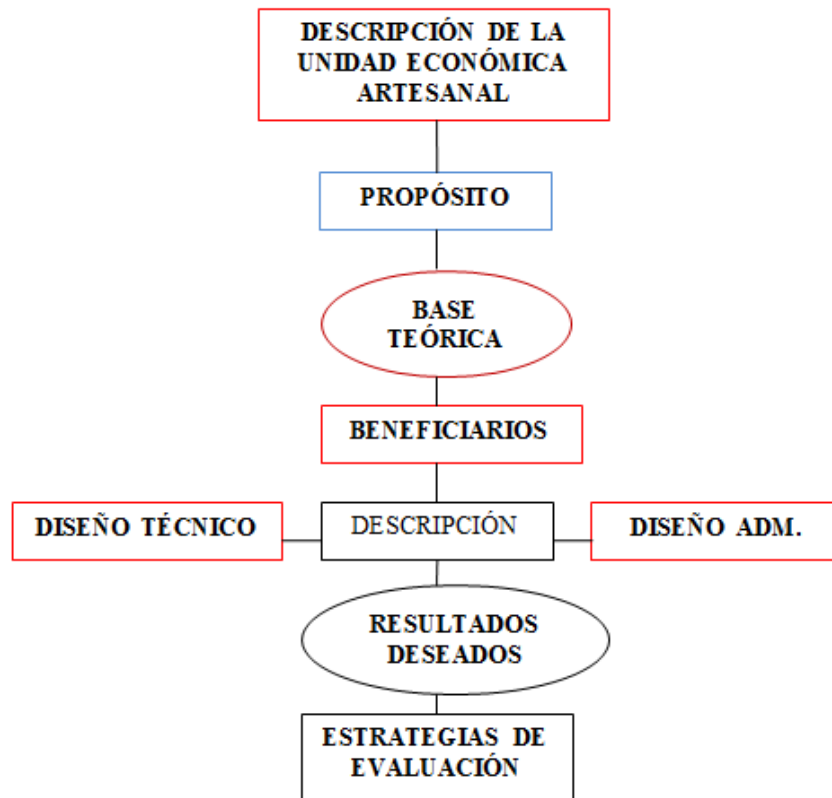 DESCRIPCIÓN DE LA
UNIDAD ECONÓMICA
ARTESANAL
PROPÓSITO
BASE
TEÓRICA
BENEFICIARIOS
DISEÑO TÉCNICO
DESCRIPCIÓN
DISEÑO ADM.
RESULTADOS
DESEADOS
ESTRATEGIAS DE
EVALUACIÓN